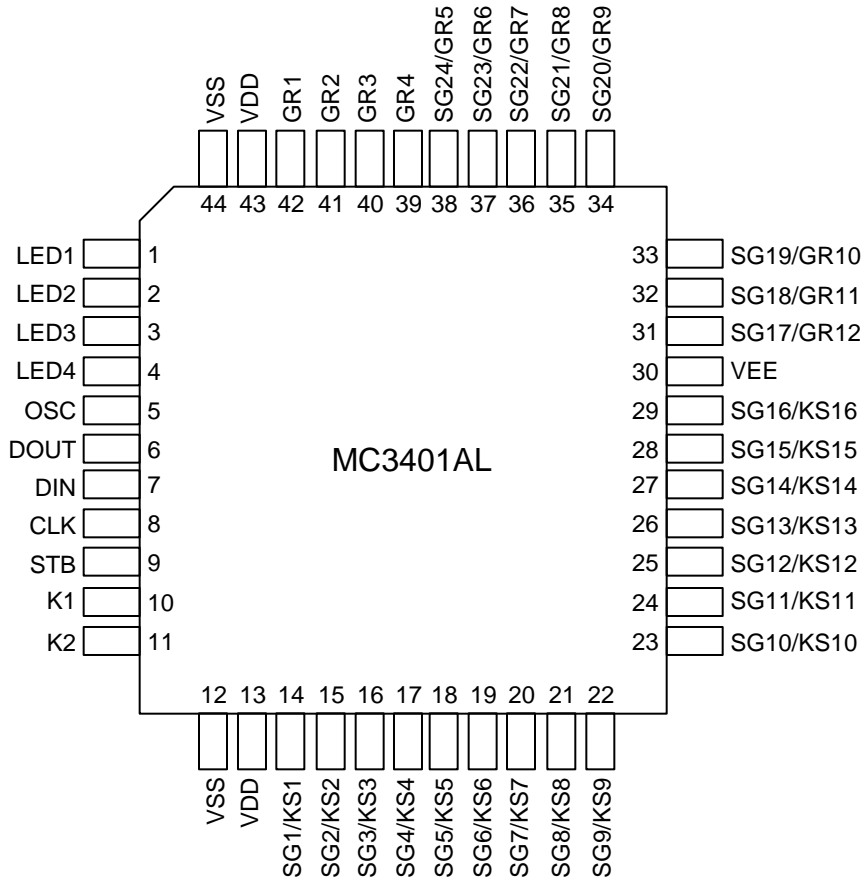 VSS
VDD
GR1
GR2
GR3
GR4
SG24/GR5
SG23/GR6
SG22/GR7
SG21/GR8
SG20/GR9
44 43 42 41 40 39 38 37 36 35 34
LED1 1
LED2 2
LED3 3
LED4 4
OSC 5
DOUT 6
DIN 7
CLK 8
STB 9
K1 10
K2 11
MC3401AL
33 SG19/GR10
32 SG18/GR11
31 SG17/GR12
30 VEE
29 SG16/KS16
28 SG15/KS15
27 SG14/KS14
26 SG13/KS13
25 SG12/KS12
24 SG11/KS11
23 SG10/KS10
12 13 14 15 16 17 18 19 20 21 22
VSS
VDD
SG1/KS1
SG2/KS2
SG3/KS3
SG4/KS4
SG5/KS5
SG6/KS6
SG7/KS7
SG8/KS8
SG9/KS9